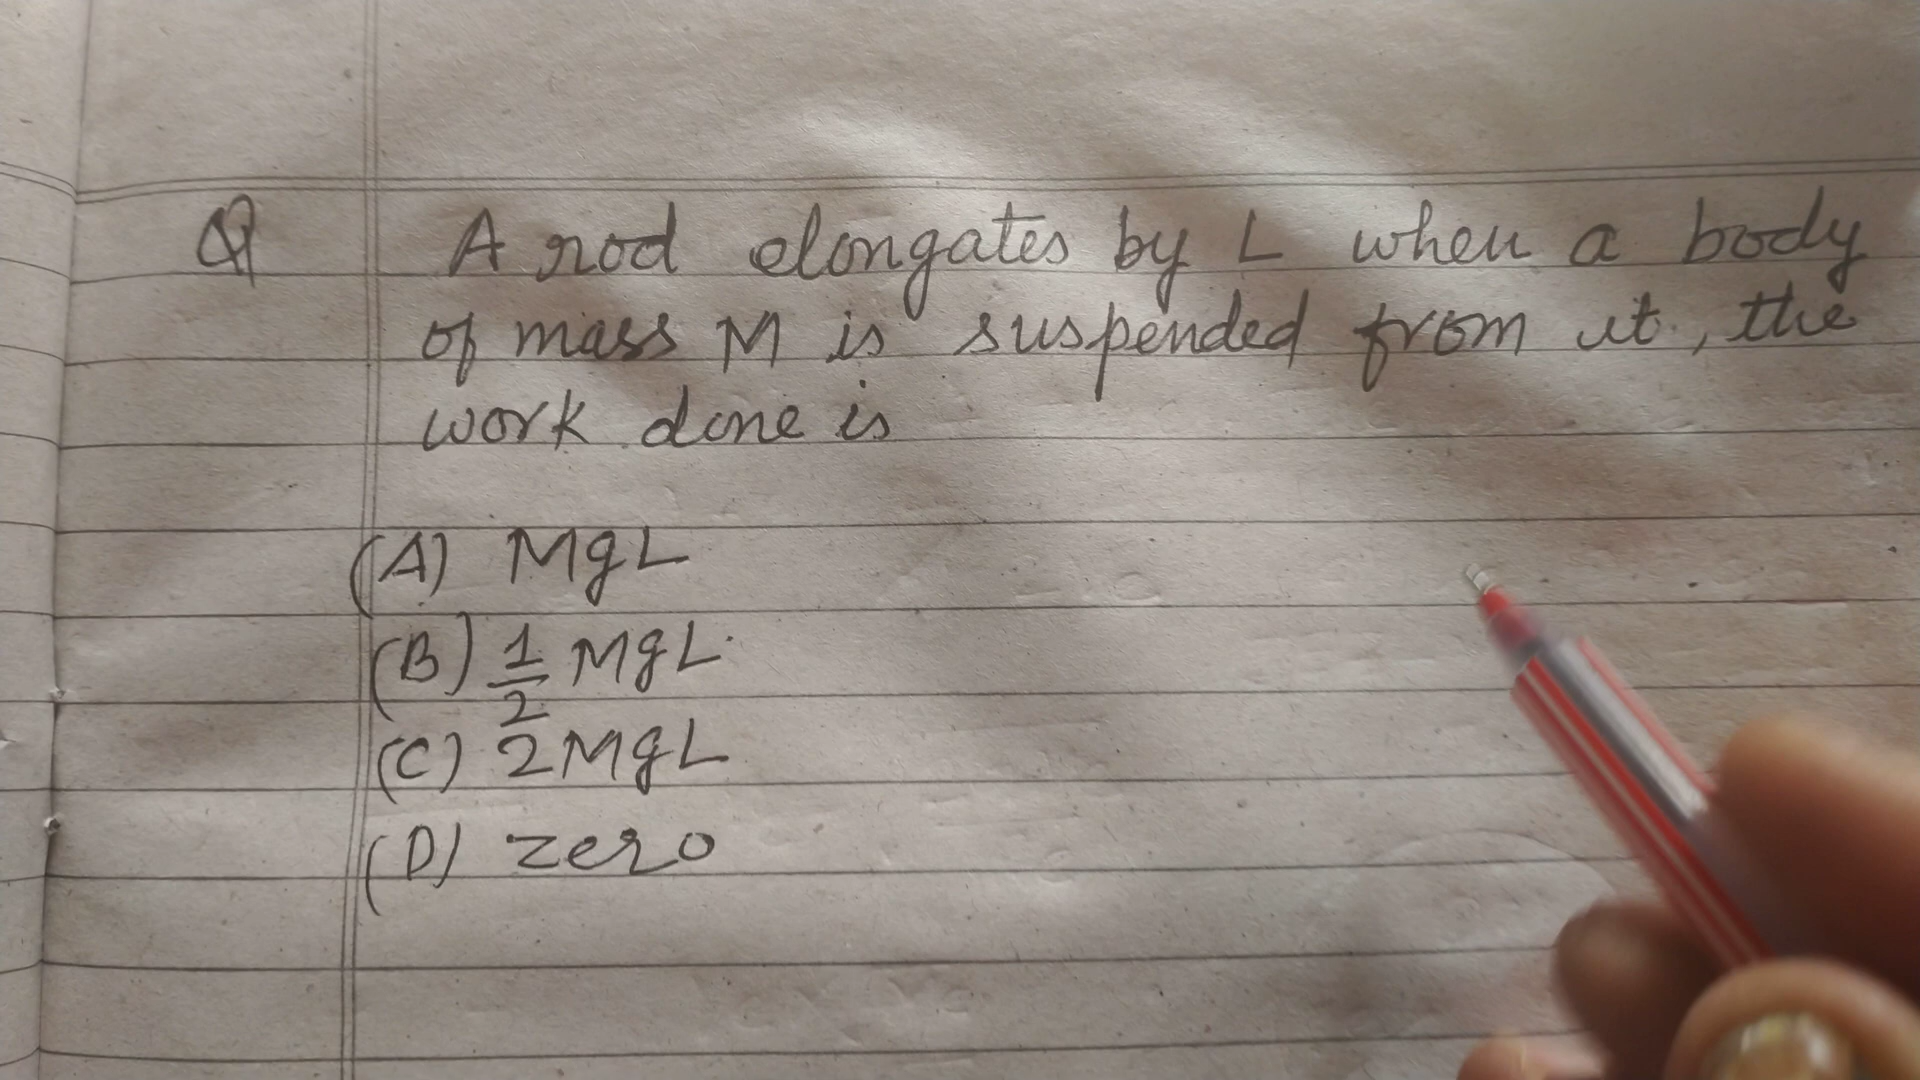 Q A rod elongates by L when a body
of mass M is suspended from it, the
work done is
(A) MgL
(B) 1/2 MgL
(C) 2MgL
(D) zero